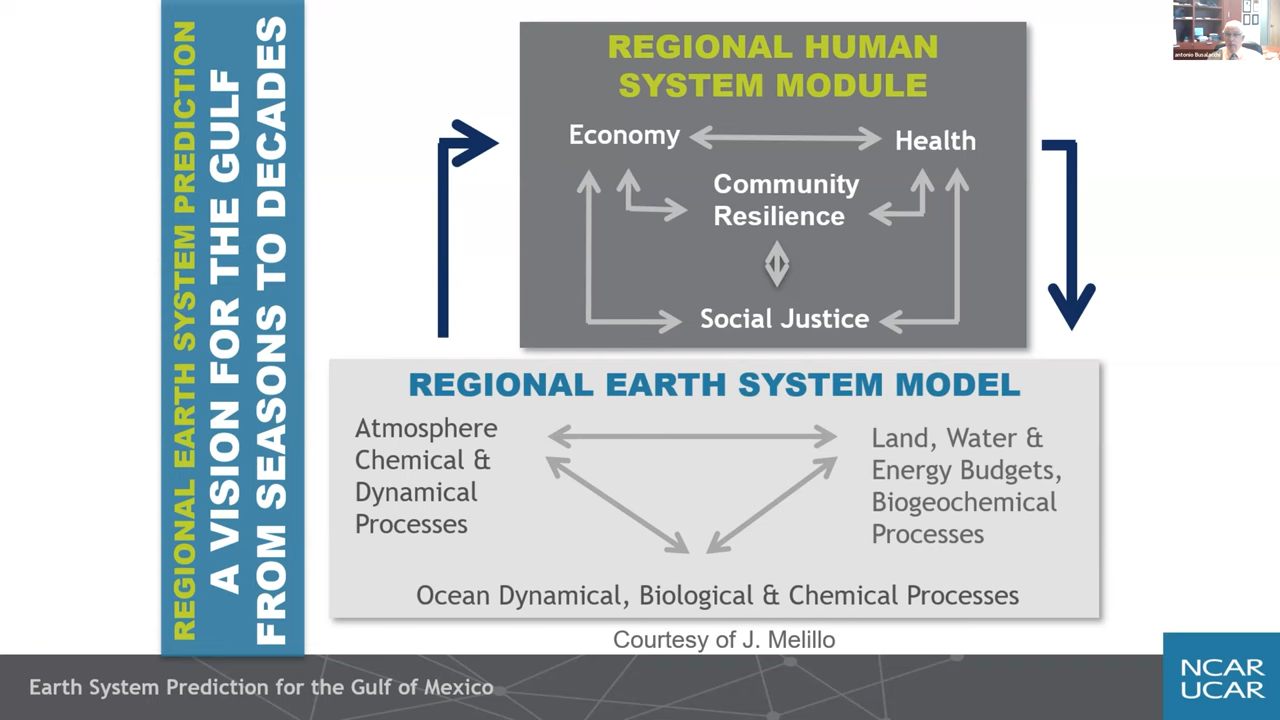 REGIONAL EARTH SYSTEM PREDICTION
A VISION FOR THE GULF
FROM SEASONS TO DECADES
REGIONAL HUMAN
SYSTEM MODULE
Economy
Health
Community
Resilience
Social Justice
REGIONAL EARTH SYSTEM MODEL
Atmosphere
Chemical &
Dynamical
Processes
Land, Water &
Energy Budgets,
Biogeochemical
Processes
Ocean Dynamical, Biological & Chemical Processes
Courtesy of J. Melillo
Earth System Prediction for the Gulf of Mexico
NCAR
UCAR
antonio